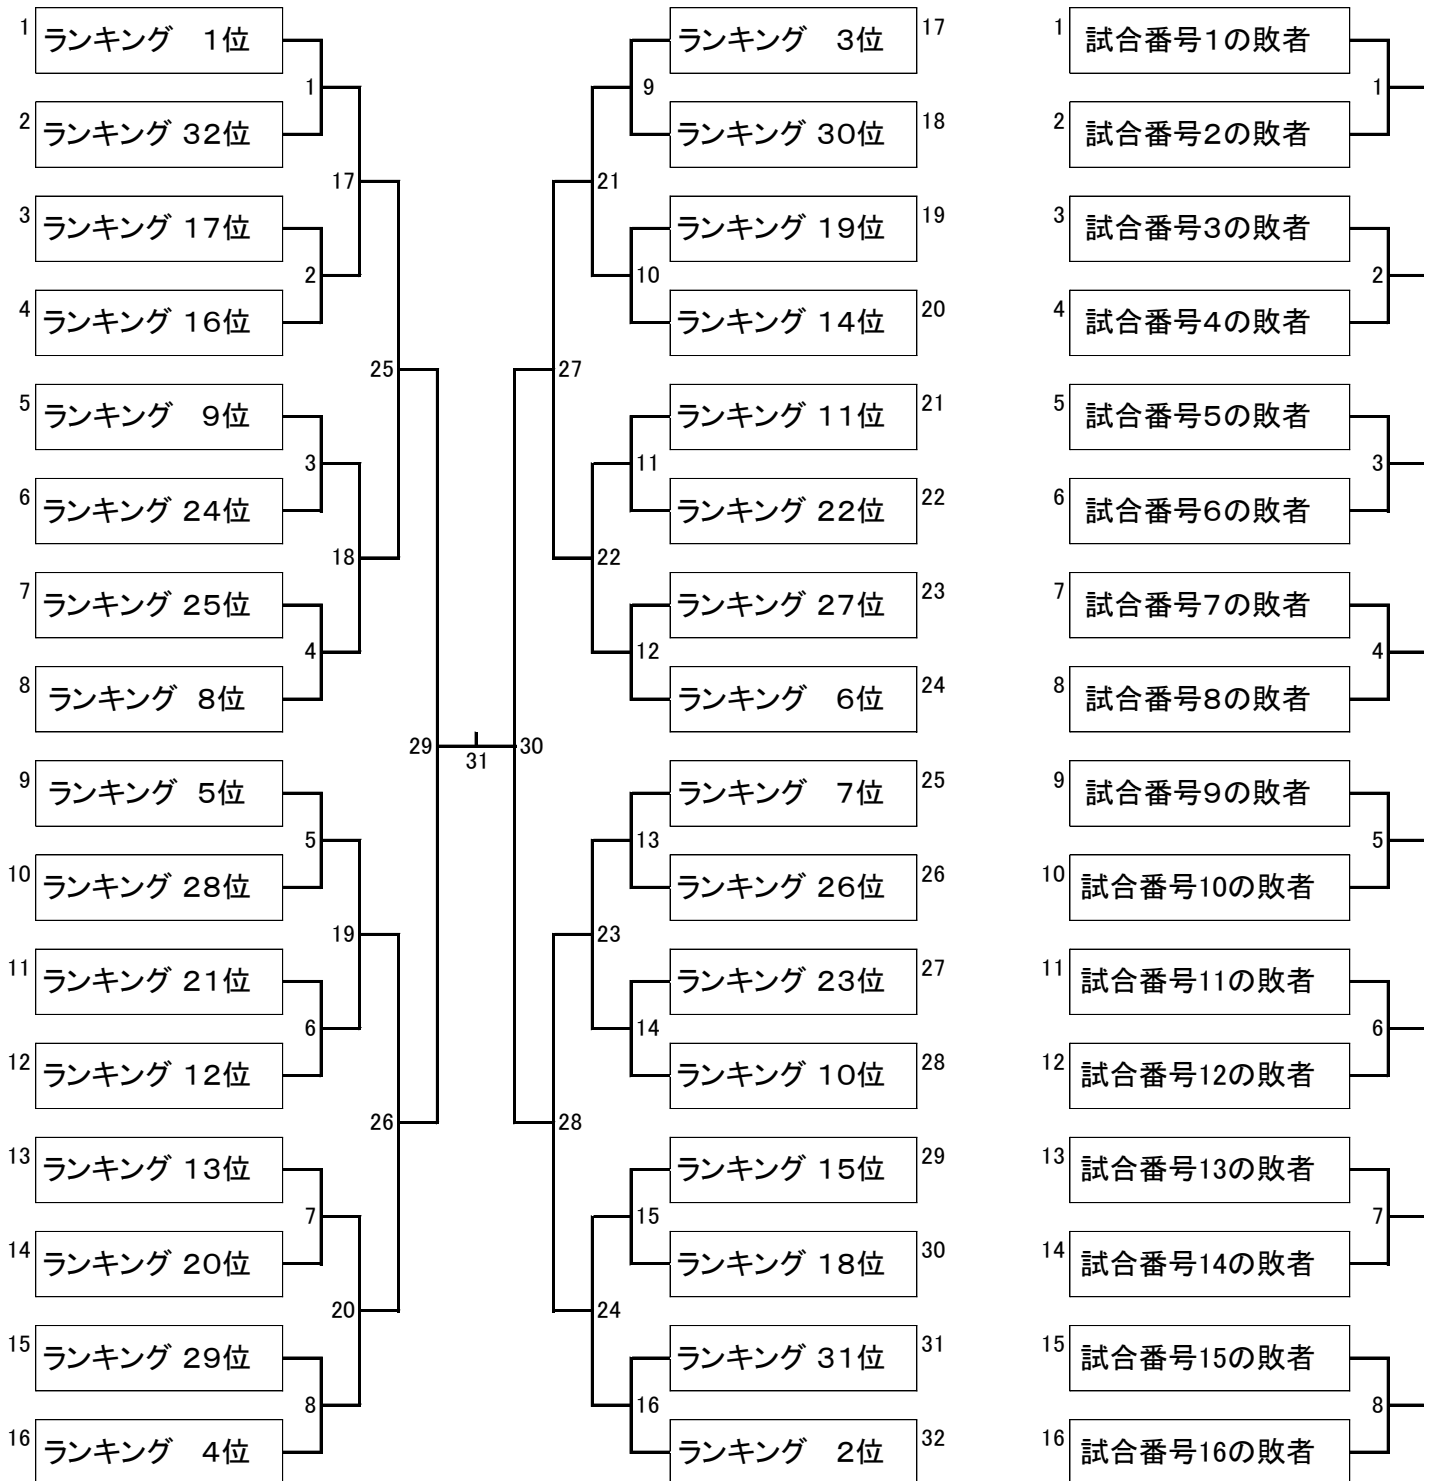 1 ランキング　1位
1
2 ランキング 32位
17
3 ランキング 17位
2
4 ランキング 16位
25
5 ランキング　9位
3
6 ランキング 24位
18
7 ランキング 25位
4
8 ランキング　8位
29
9 ランキング　5位
5
10 ランキング 28位
19
11 ランキング 21位
6
12 ランキング 12位
26
13 ランキング 13位
7
14 ランキング 20位
20
15 ランキング 29位
8
16 ランキング　4位
31
ランキング　3位 17
9
ランキング 30位 18
21
ランキング 19位 19
10
ランキング 14位 20
27
ランキング 11位 21
11
ランキング 22位 22
22
ランキング 27位 23
12
ランキング　6位 24
30
ランキング　7位 25
13
ランキング 26位 26
23
ランキング 23位 27
14
ランキング 10位 28
28
ランキング 15位 29
15
ランキング 18位 30
24
ランキング 31位 31
16
ランキング　2位 32
1 試合番号1の敗者
1
2 試合番号2の敗者
3 試合番号3の敗者
2
4 試合番号4の敗者
5 試合番号5の敗者
3
6 試合番号6の敗者
7 試合番号7の敗者
4
8 試合番号8の敗者
9 試合番号9の敗者
5
10 試合番号10の敗者
11 試合番号11の敗者
6
12 試合番号12の敗者
13 試合番号13の敗者
7
14 試合番号14の敗者
15 試合番号15の敗者
8
16 試合番号16の敗者